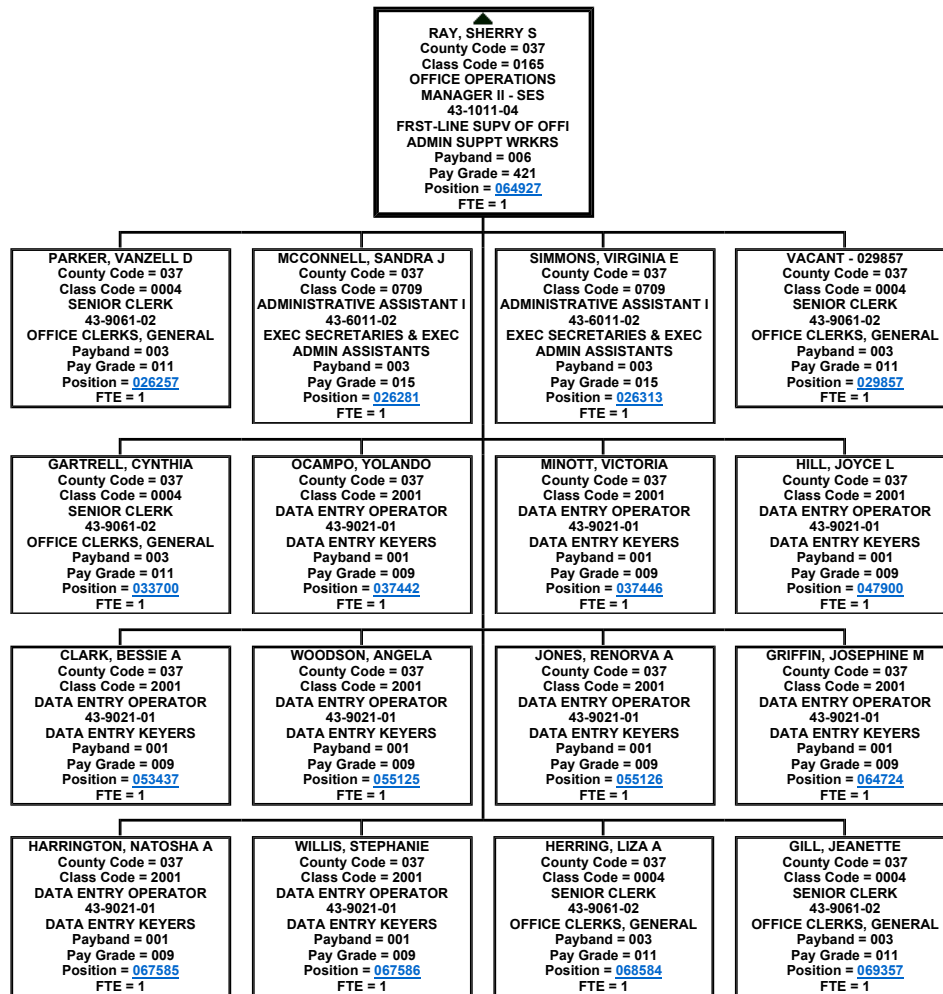 RAY, SHERRY S
County Code = 037
Class Code = 0165
OFFICE OPERATIONS
MANAGER II - SES
43-1011-04
FRST-LINE SUPV OF OFFI
ADMIN SUPPT WRKRS
Payband = 006
Pay Grade = 421
Position = 064927
FTE = 1
PARKER, VANZELL D
County Code = 037
Class Code = 0004
SENIOR CLERK
43-9061-02
OFFICE CLERKS, GENERAL
Payband = 003
Pay Grade = 011
Position = 026257
FTE = 1
MCCONNELL, SANDRA J
County Code = 037
Class Code = 0709
ADMINISTRATIVE ASSISTANT I
43-6011-02
EXEC SECRETARIES & EXEC
ADMIN ASSISTANTS
Payband = 003
Pay Grade = 015
Position = 026281
FTE = 1
SIMMONS, VIRGINIA E
County Code = 037
Class Code = 0709
ADMINISTRATIVE ASSISTANT I
43-6011-02
EXEC SECRETARIES & EXEC
ADMIN ASSISTANTS
Payband = 003
Pay Grade = 015
Position = 026313
FTE = 1
VACANT - 029857
County Code = 037
Class Code = 0004
SENIOR CLERK
43-9061-02
OFFICE CLERKS, GENERAL
Payband = 003
Pay Grade = 011
Position = 029857
FTE = 1
GARTRELL, CYNTHIA
County Code = 037
Class Code = 0004
SENIOR CLERK
43-9061-02
OFFICE CLERKS, GENERAL
Payband = 003
Pay Grade = 011
Position = 033700
FTE = 1
OCAMPO, YOLANDO
County Code = 037
Class Code = 2001
DATA ENTRY OPERATOR
43-9021-01
DATA ENTRY KEYERS
Payband = 001
Pay Grade = 009
Position = 037442
FTE = 1
MINOTT, VICTORIA
County Code = 037
Class Code = 2001
DATA ENTRY OPERATOR
43-9021-01
DATA ENTRY KEYERS
Payband = 001
Pay Grade = 009
Position = 037446
FTE = 1
HILL, JOYCE L
County Code = 037
Class Code = 2001
DATA ENTRY OPERATOR
43-9021-01
DATA ENTRY KEYERS
Payband = 001
Pay Grade = 009
Position = 047900
FTE = 1
CLARK, BESSIE A
County Code = 037
Class Code = 2001
DATA ENTRY OPERATOR
43-9021-01
DATA ENTRY KEYERS
Payband = 001
Pay Grade = 009
Position = 053437
FTE = 1
WOODSON, ANGELA
County Code = 037
Class Code = 2001
DATA ENTRY OPERATOR
43-9021-01
DATA ENTRY KEYERS
Payband = 001
Pay Grade = 009
Position = 055125
FTE = 1
JONES, RENORVA A
County Code = 037
Class Code = 2001
DATA ENTRY OPERATOR
43-9021-01
DATA ENTRY KEYERS
Payband = 001
Pay Grade = 009
Position = 055126
FTE = 1
GRIFFIN, JOSEPHINE M
County Code = 037
Class Code = 2001
DATA ENTRY OPERATOR
43-9021-01
DATA ENTRY KEYERS
Payband = 001
Pay Grade = 009
Position = 064724
FTE = 1
HARRINGTON, NATOSHA A
County Code = 037
Class Code = 2001
DATA ENTRY OPERATOR
43-9021-01
DATA ENTRY KEYERS
Payband = 001
Pay Grade = 009
Position = 067585
FTE = 1
WILLIS, STEPHANIE
County Code = 037
Class Code = 2001
DATA ENTRY OPERATOR
43-9021-01
DATA ENTRY KEYERS
Payband = 001
Pay Grade = 009
Position = 067586
FTE = 1
HERRING, LIZA A
County Code = 037
Class Code = 0004
SENIOR CLERK
43-9061-02
OFFICE CLERKS, GENERAL
Payband = 003
Pay Grade = 011
Position = 068584
FTE = 1
GILL, JEANETTE
County Code = 037
Class Code = 0004
SENIOR CLERK
43-9061-02
OFFICE CLERKS, GENERAL
Payband = 003
Pay Grade = 011
Position = 069357
FTE = 1